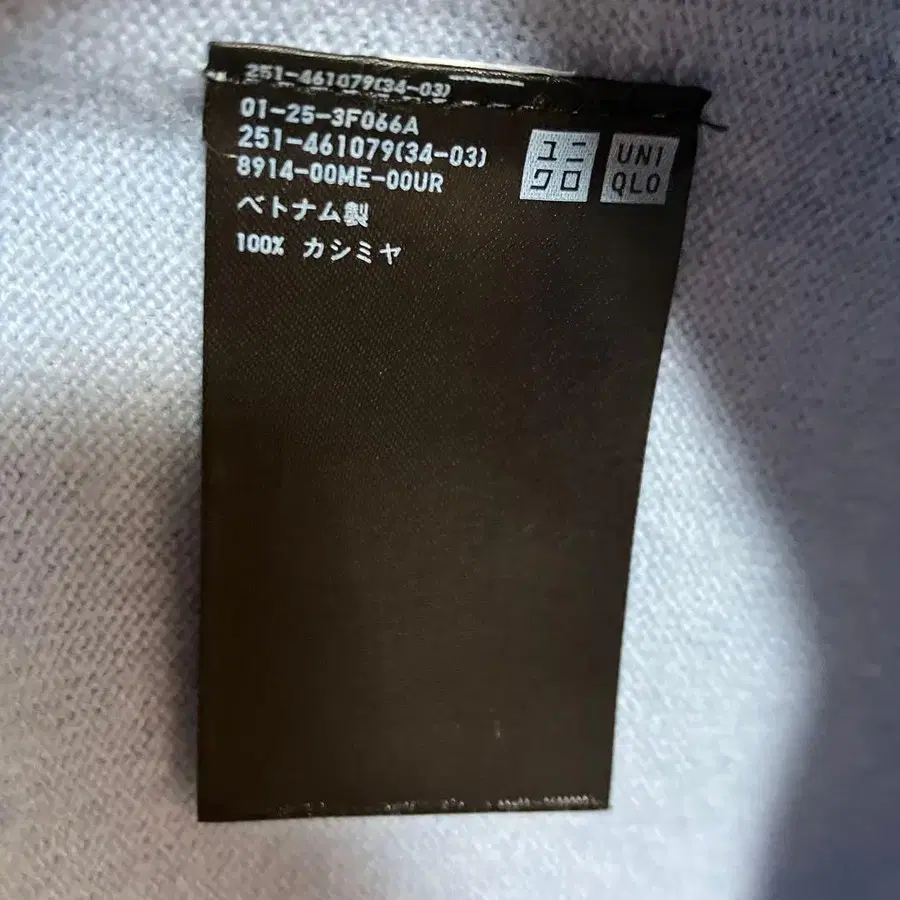 251-461079(34-03)
01-25-3F066A
251-461079(34-03)
8914-00ME-00UR
ベトナム製
100% カシミヤ
ユニ
クロ
UNI
QLO